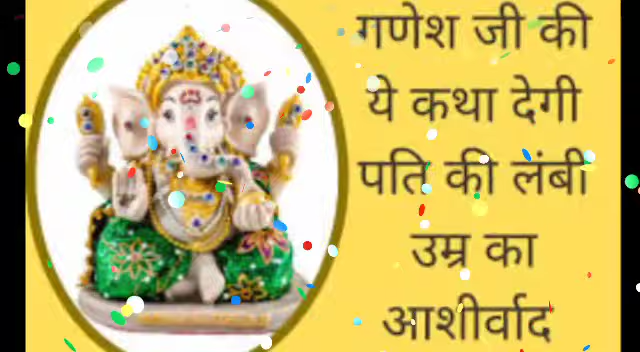 गणेश जी की
ये कथा देगी
पति की लंबी
उम्र का
आशीर्वाद